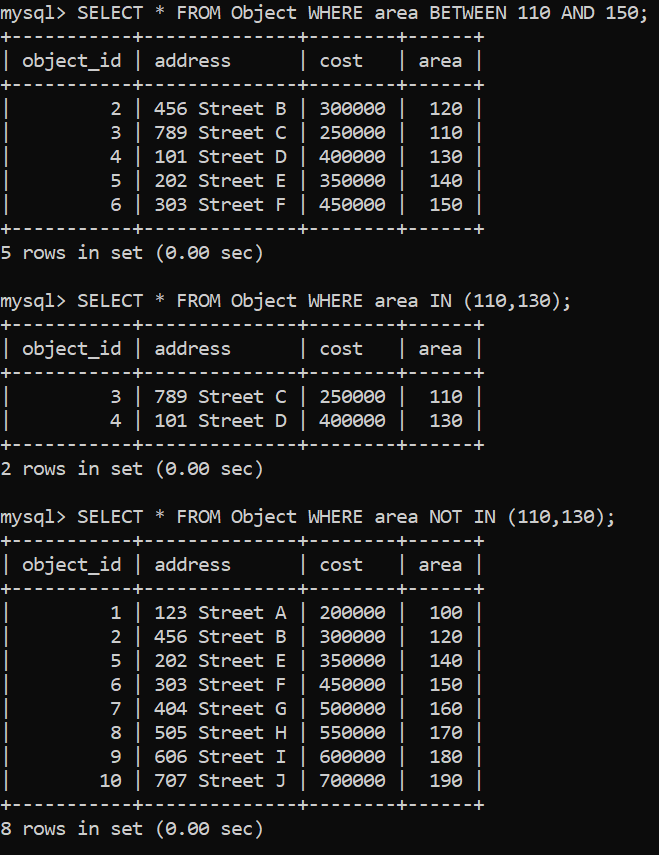 mysql> SELECT * FROM Object WHERE area BETWEEN 110 AND 150;
+-----------+--------------+--------+------+
| object_id | address      | cost   | area |
+-----------+--------------+--------+------+
|         2 | 456 Street B | 300000 |  120 |
|         3 | 789 Street C | 250000 |  110 |
|         4 | 101 Street D | 400000 |  130 |
|         5 | 202 Street E | 350000 |  140 |
|         6 | 303 Street F | 450000 |  150 |
+-----------+--------------+--------+------+
5 rows in set (0.00 sec)

mysql> SELECT * FROM Object WHERE area IN (110,130);
+-----------+--------------+--------+------+
| object_id | address      | cost   | area |
+-----------+--------------+--------+------+
|         3 | 789 Street C | 250000 |  110 |
|         4 | 101 Street D | 400000 |  130 |
+-----------+--------------+--------+------+
2 rows in set (0.00 sec)

mysql> SELECT * FROM Object WHERE area NOT IN (110,130);
+-----------+--------------+--------+------+
| object_id | address      | cost   | area |
+-----------+--------------+--------+------+
|         1 | 123 Street A | 200000 |  100 |
|         2 | 456 Street B | 300000 |  120 |
|         5 | 202 Street E | 350000 |  140 |
|         6 | 303 Street F | 450000 |  150 |
|         7 | 404 Street G | 500000 |  160 |
|         8 | 505 Street H | 550000 |  170 |
|         9 | 606 Street I | 600000 |  180 |
|        10 | 707 Street J | 700000 |  190 |
+-----------+--------------+--------+------+
8 rows in set (0.00 sec)